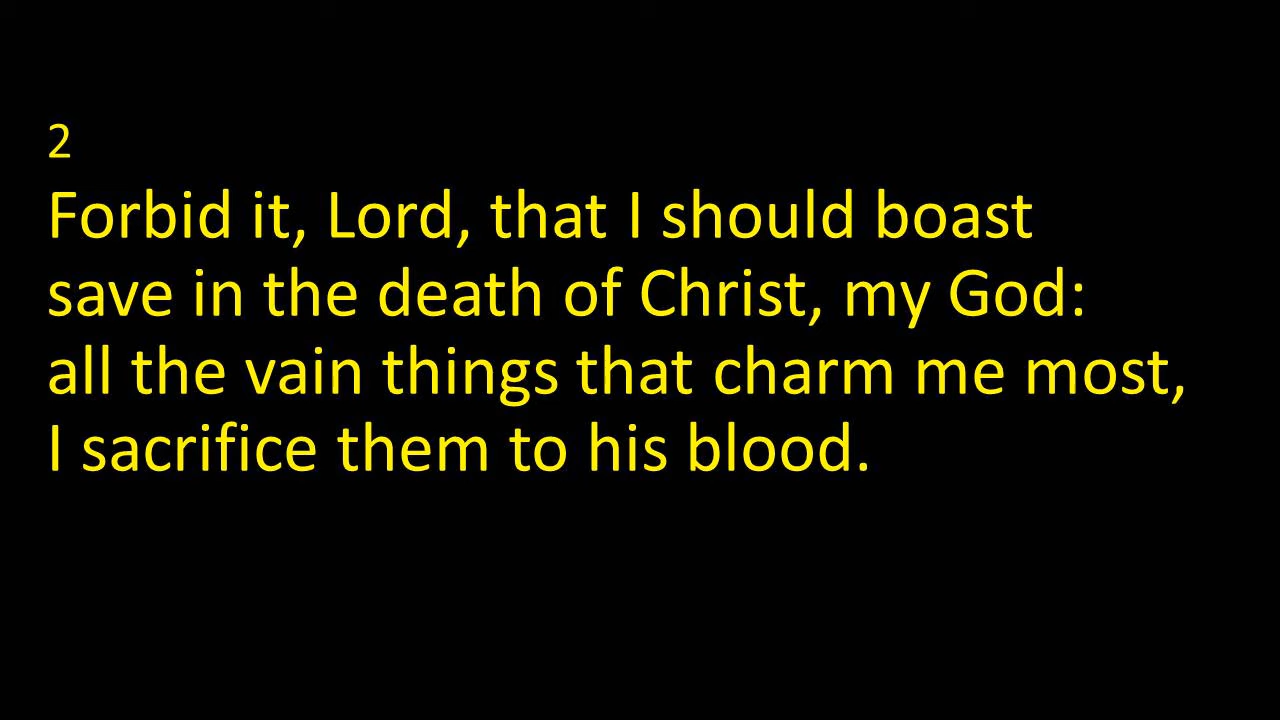 2
Forbid it, Lord, that I should boast
save in the death of Christ, my God:
all the vain things that charm me most,
I sacrifice them to his blood.